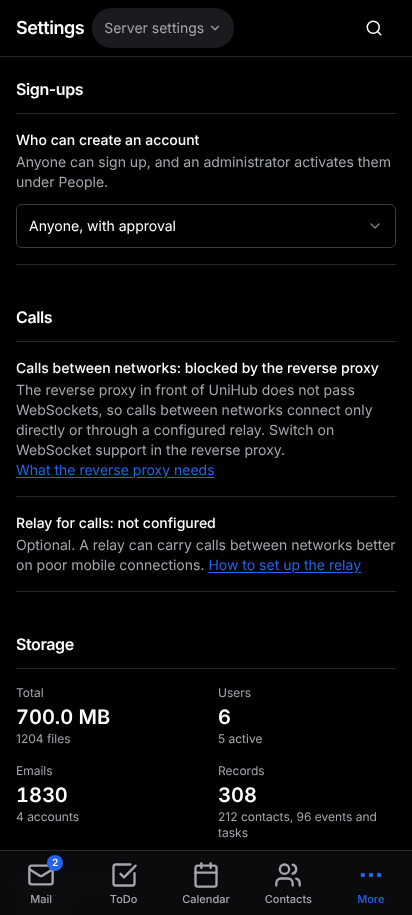 Settings
Server settings
Sign-ups
Who can create an account
Anyone can sign up, and an administrator activates them
under People.
Anyone, with approval
Calls
Calls between networks: blocked by the reverse proxy
The reverse proxy in front of UniHub does not pass
WebSockets, so calls between networks connect only
directly or through a configured relay. Switch on
WebSocket support in the reverse proxy.
What the reverse proxy needs
Relay for calls: not configured
Optional. A relay can carry calls between networks better
on poor mobile connections. How to set up the relay
Storage
Total
700.0 MB
1204 files
Users
6
5 active
Emails
1830
4 accounts
Records
308
212 contacts, 96 events and
tasks
2
Mail
ToDo
Calendar
Contacts
More